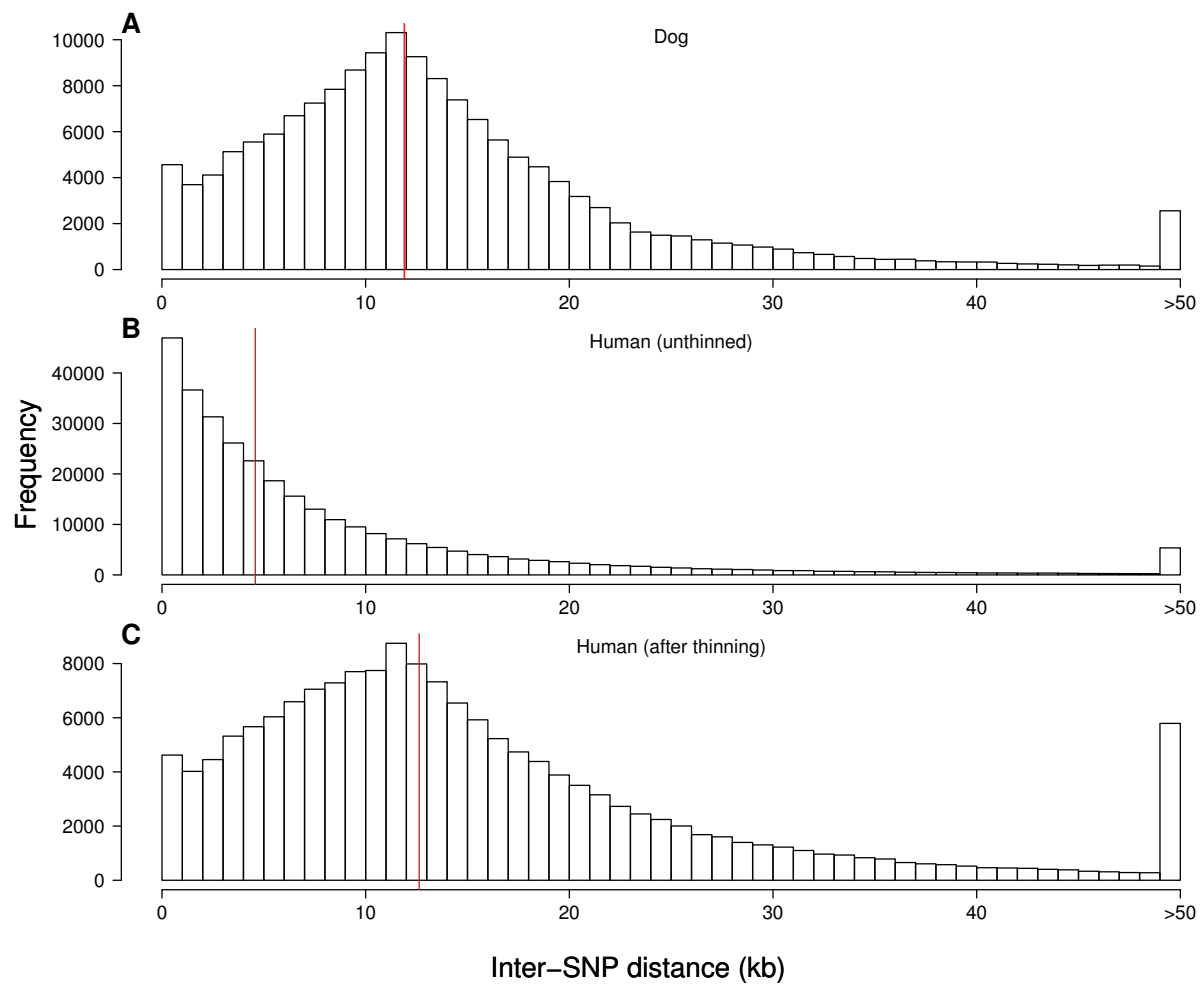 A
Dog
10000
8000
6000
4000
2000
0
0 10 20 30 40 >50
B
Human (unthinned)
40000
30000
20000
10000
0
0 10 20 30 40 >50
Frequency
C
Human (after thinning)
8000
6000
4000
2000
0
0 10 20 30 40 >50
Inter−SNP distance (kb)